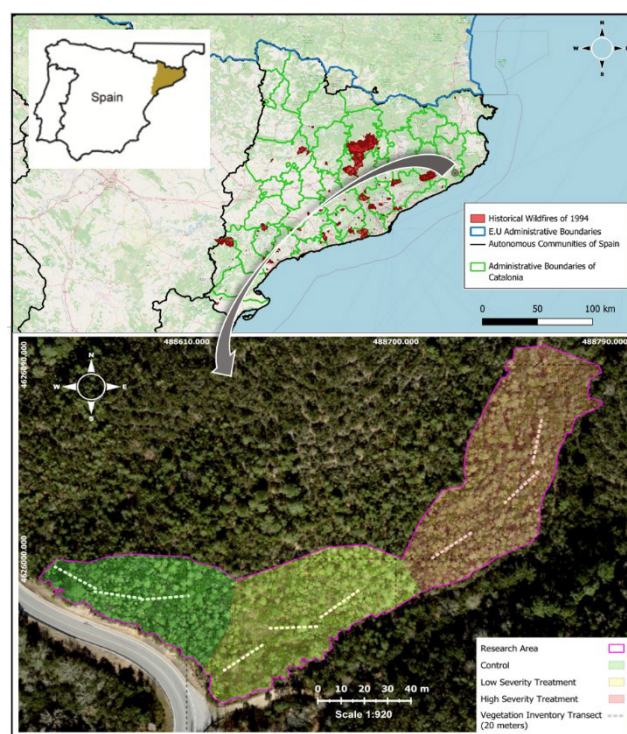 Spain
N
W
E
S
Historical Wildfires of 1994
E.U Administrative Boundaries
Autonomous Communities of Spain
Administrative Boundaries of
Catalonia
0 50 100 km
488610.000 488700.000 488790.000
4626090.000
N
W E
S
4626000.000
Research Area
Control
Low Severity Treatment
High Severity Treatment
Vegetation Inventory Transect
(20 meters)
0 10 20 30 40 m
Scale 1:920